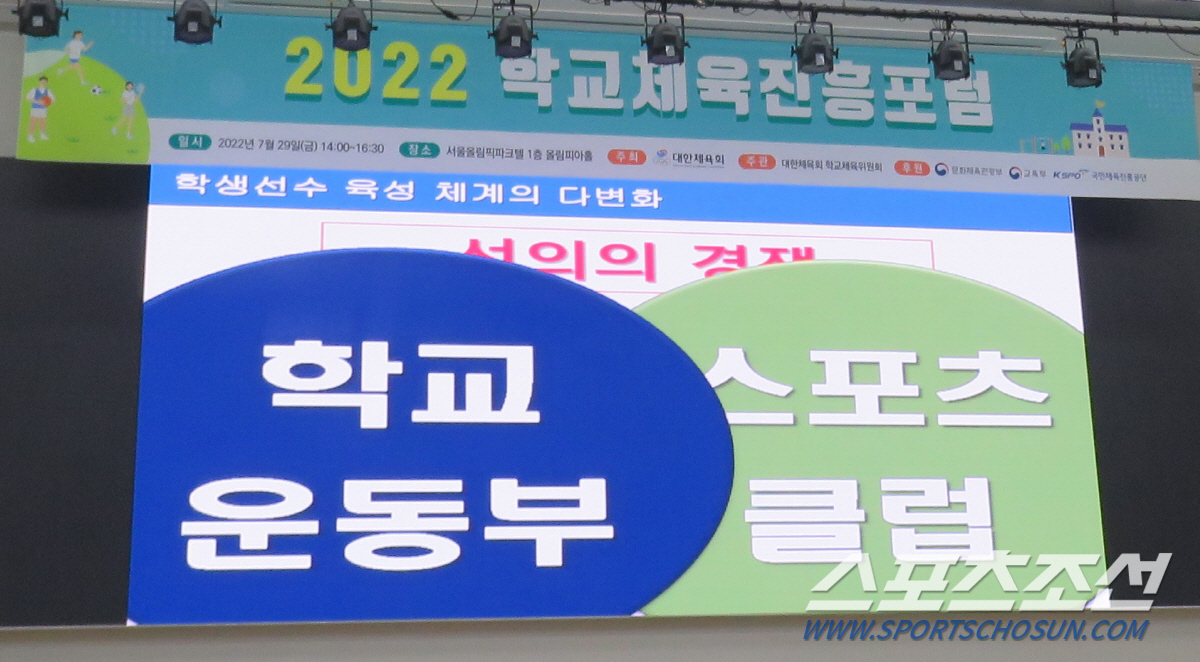 2022 학교체육진흥포럼
일시 2022년 7월 29일(금) 14:00~16:30 장소 서울올림픽파크텔 1층 올림피아홀 주최 대한체육회 주관 대한체육회 학교체육위원회 후원 문화체육관광부 교육부 KSPO 국민체육진흥공단
학생선수 육성 체계의 다변화
선의의 경쟁
학교 스포츠
운동부 클럽
스포츠조선
WWW.SPORTSCHOSUN.COM